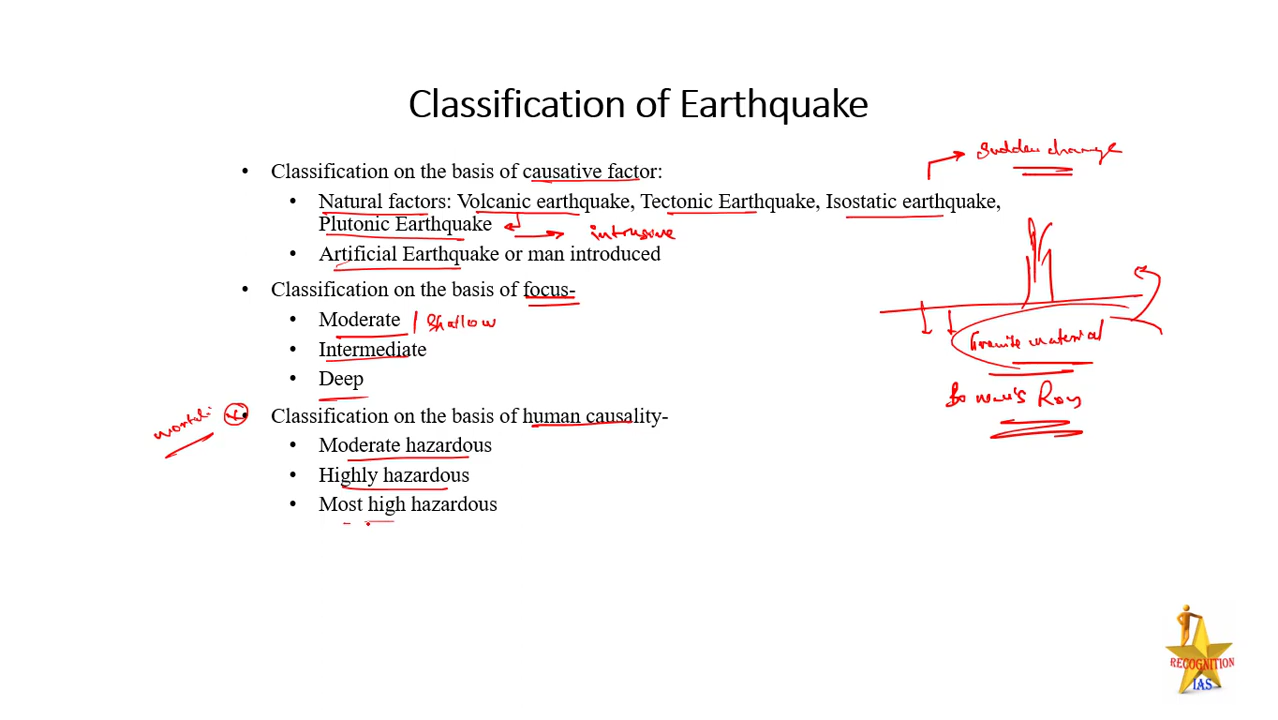 Classification of Earthquake
Sudden change
• Classification on the basis of causative factor:
• Natural factors: Volcanic earthquake, Tectonic Earthquake, Isostatic earthquake,
Plutonic Earthquake
intrusive
• Artificial Earthquake or man introduced
• Classification on the basis of focus-
• Moderate / Shallow
• Intermediate
Granite material
• Deep
• Classification on the basis of human causality-
• Moderate hazardous
• Highly hazardous
• Most high hazardous
RECOGNITION
IAS